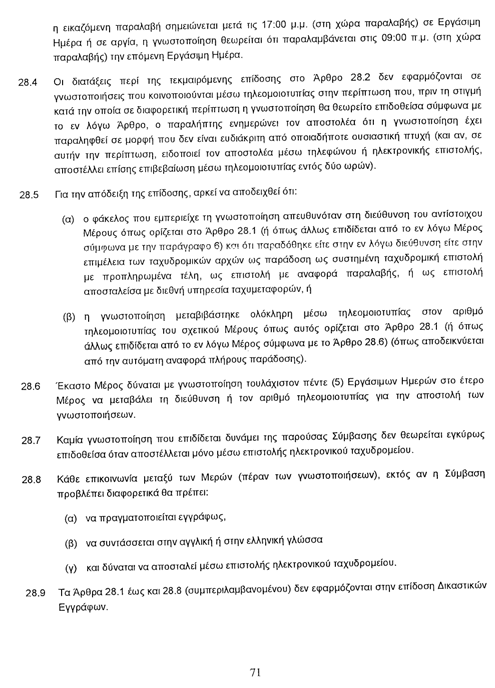 η εικαζόμενη παραλαβή σημειώνεται μετά τις 17:00 μ.μ. (στη χώρα παραλαβής) σε Εργάσιμη
Ημέρα ή σε αργία, η γνωστοποίηση θεωρείται ότι παραλαμβάνεται στις 09:00 π.μ. (στη χώρα
παραλαβής) την επόμενη Εργάσιμη Ημέρα.
28.4 Οι διατάξεις περί της τεκμαιρόμενης επίδοσης στο Άρθρο 28.2 δεν εφαρμόζονται σε
γνωστοποιήσεις που κοινοποιούνται μέσω τηλεομοιοτυπίας στην περίπτωση που, πριν τη στιγμή
κατά την οποία σε διαφορετική περίπτωση η γνωστοποίηση θα θεωρείτο επιδοθείσα σύμφωνα με
το εν λόγω Άρθρο, ο παραλήπτης ενημερώνει τον αποστολέα ότι η γνωστοποίηση έχει
παραληφθεί σε μορφή που δεν είναι ευδιάκριτη από οποιαδήποτε ουσιαστική πτυχή (και αν, σε
αυτήν την περίπτωση, ειδοποιεί τον αποστολέα μέσω τηλεφώνου ή ηλεκτρονικής επιστολής,
αποστέλλει επίσης επιβεβαίωση μέσω τηλεομοιοτυπίας εντός δύο ωρών).
28.5 Για την απόδειξη της επίδοσης, αρκεί να αποδειχθεί ότι:
(α) ο φάκελος που εμπεριείχε τη γνωστοποίηση απευθυνόταν στη διεύθυνση του αντίστοιχου
Μέρους όπως ορίζεται στο Άρθρο 28.1 (ή όπως άλλως επιδίδεται από το εν λόγω Μέρος
σύμφωνα με την παράγραφο 6) και ότι παραδόθηκε είτε στην εν λόγω διεύθυνση είτε στην
επιμέλεια των ταχυδρομικών αρχών ως παράδοση ως συστημένη ταχυδρομική επιστολή
με προπληρωμένα τέλη, ως επιστολή με αναφορά παραλαβής, ή ως επιστολή
αποσταλείσα με διεθνή υπηρεσία ταχυμεταφορών, ή
(β) η γνωστοποίηση μεταβιβάστηκε ολόκληρη μέσω τηλεομοιοτυπίας στον αριθμό
τηλεομοιοτυπίας του σχετικού Μέρους όπως αυτός ορίζεται στο Άρθρο 28.1 (ή όπως
άλλως επιδίδεται από το εν λόγω Μέρος σύμφωνα με το Άρθρο 28.6) (όπως αποδεικνύεται
από την αυτόματη αναφορά πλήρους παράδοσης).
28.6 Έκαστο Μέρος δύναται με γνωστοποίηση τουλάχιστον πέντε (5) Εργάσιμων Ημερών στο έτερο
Μέρος να μεταβάλει τη διεύθυνση ή τον αριθμό τηλεομοιοτυπίας για την αποστολή των
γνωστοποιήσεων.
28.7 Καμία γνωστοποίηση που επιδίδεται δυνάμει της παρούσας Σύμβασης δεν θεωρείται εγκύρως
επιδοθείσα όταν αποστέλλεται μόνο μέσω επιστολής ηλεκτρονικού ταχυδρομείου.
28.8 Κάθε επικοινωνία μεταξύ των Μερών (πέραν των γνωστοποιήσεων), εκτός αν η Σύμβαση
προβλέπει διαφορετικά θα πρέπει:
(α) να πραγματοποιείται εγγράφως,
(β) να συντάσσεται στην αγγλική ή στην ελληνική γλώσσα
(γ) και δύναται να αποσταλεί μέσω επιστολής ηλεκτρονικού ταχυδρομείου.
28.9 Τα Άρθρα 28.1 έως και 28.8 (συμπεριλαμβανομένου) δεν εφαρμόζονται στην επίδοση Δικαστικών
Εγγράφων.
71